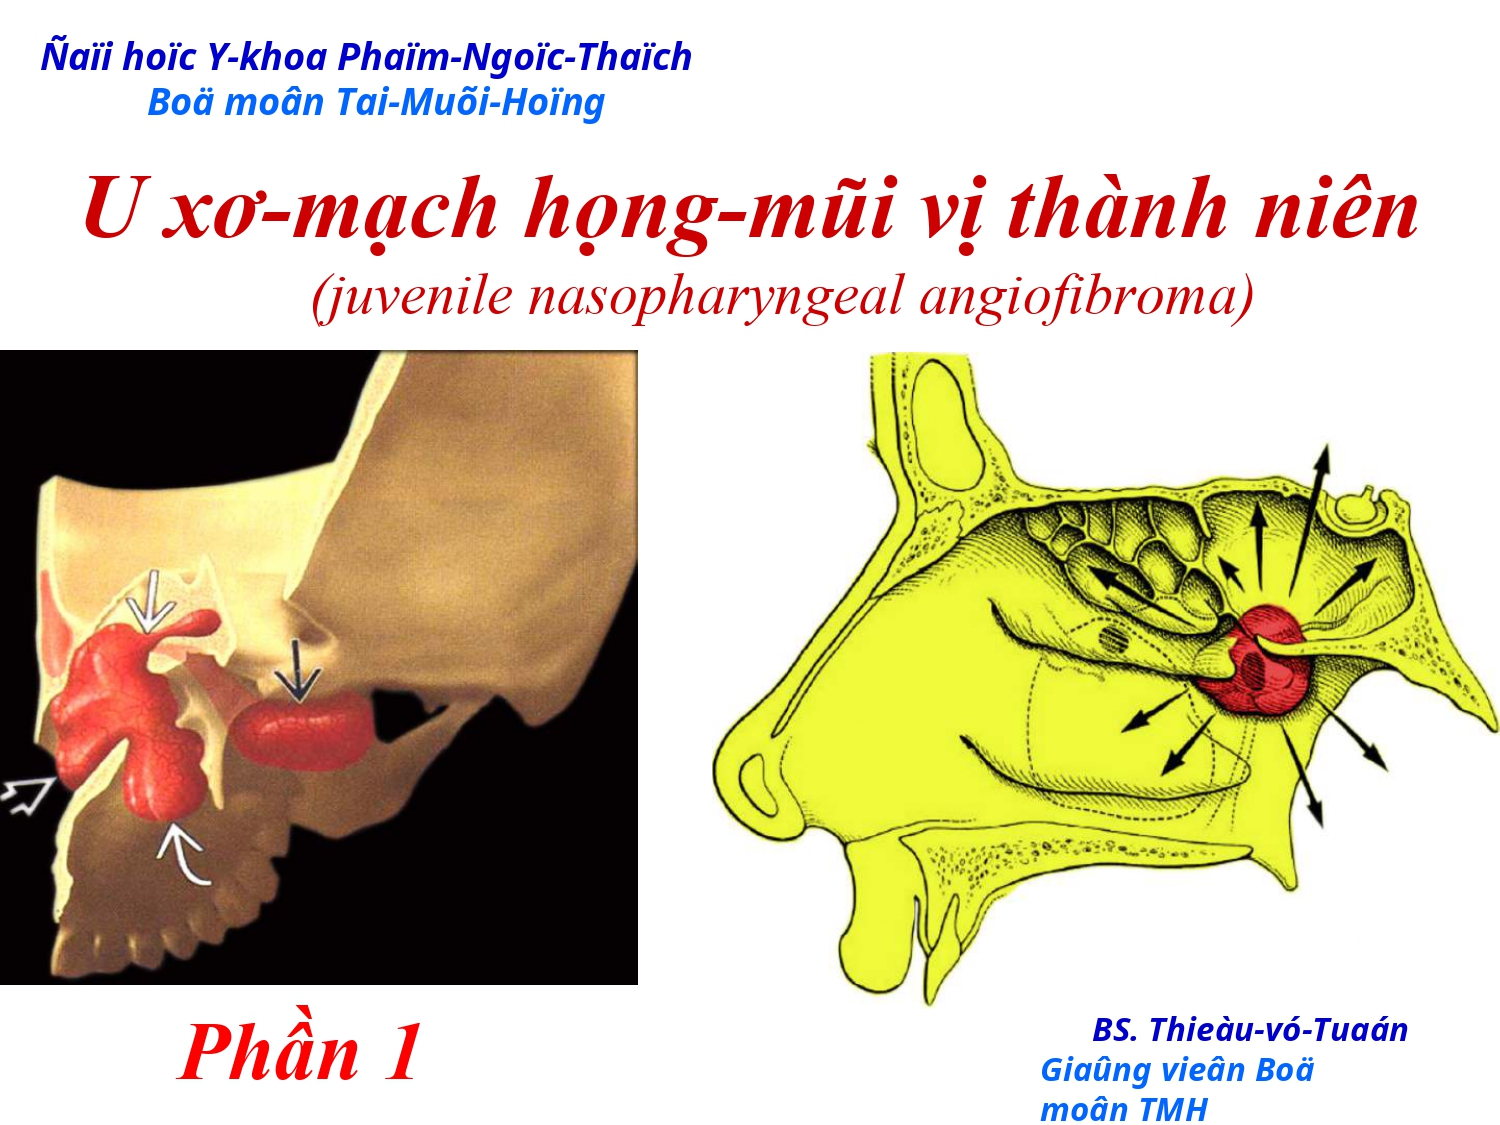 Ñaïi hoïc Y-khoa Phaïm-Ngoïc-Thaïch
Boä moân Tai-Muõi-Hoïng
U xơ-mạch họng-mũi vị thành niên
(juvenile nasopharyngeal angiofibroma)
Phần 1
BS. Thieàu-vó-Tuaán
Giaûng vieân Boä
moân TMH